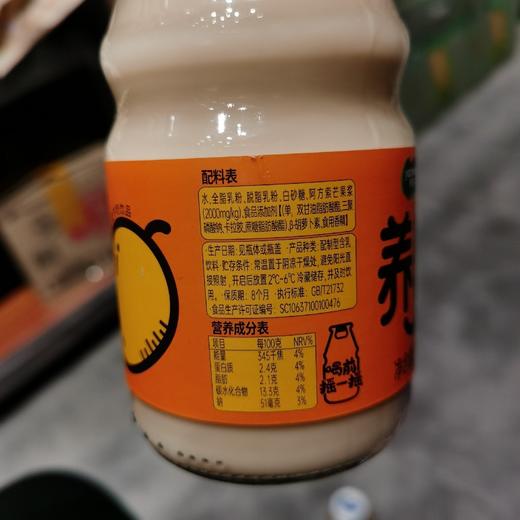 配料表
水,全脂乳粉,脱脂乳粉,白砂糖,阿方索芒果浆
(2000mg/kg),食品添加剂【(单,双甘油脂肪酸酯,三聚
磷酸钠,卡拉胶,蔗糖脂肪酸酯),β-胡萝卜素,食用香精】
生产日期:见瓶体或瓶盖 ·产品种类:配制型含乳
饮料·贮存条件:常温置于阴凉干燥处,避免阳光直
接照射,开启后放置2℃-6℃冷藏储存,并及时饮
用。·保质期:8个月 ·执行标准:GB/T21732
·食品生产许可证编号:SC10637100100476
营养成分表
项目 每100克 NRV%
能量 345千焦 4%
蛋白质 2.4克 4%
脂肪 2.1克 4%
碳水化合物 13.3克 4%
钠 51毫克 3%
喝前
摇一摇
养
净